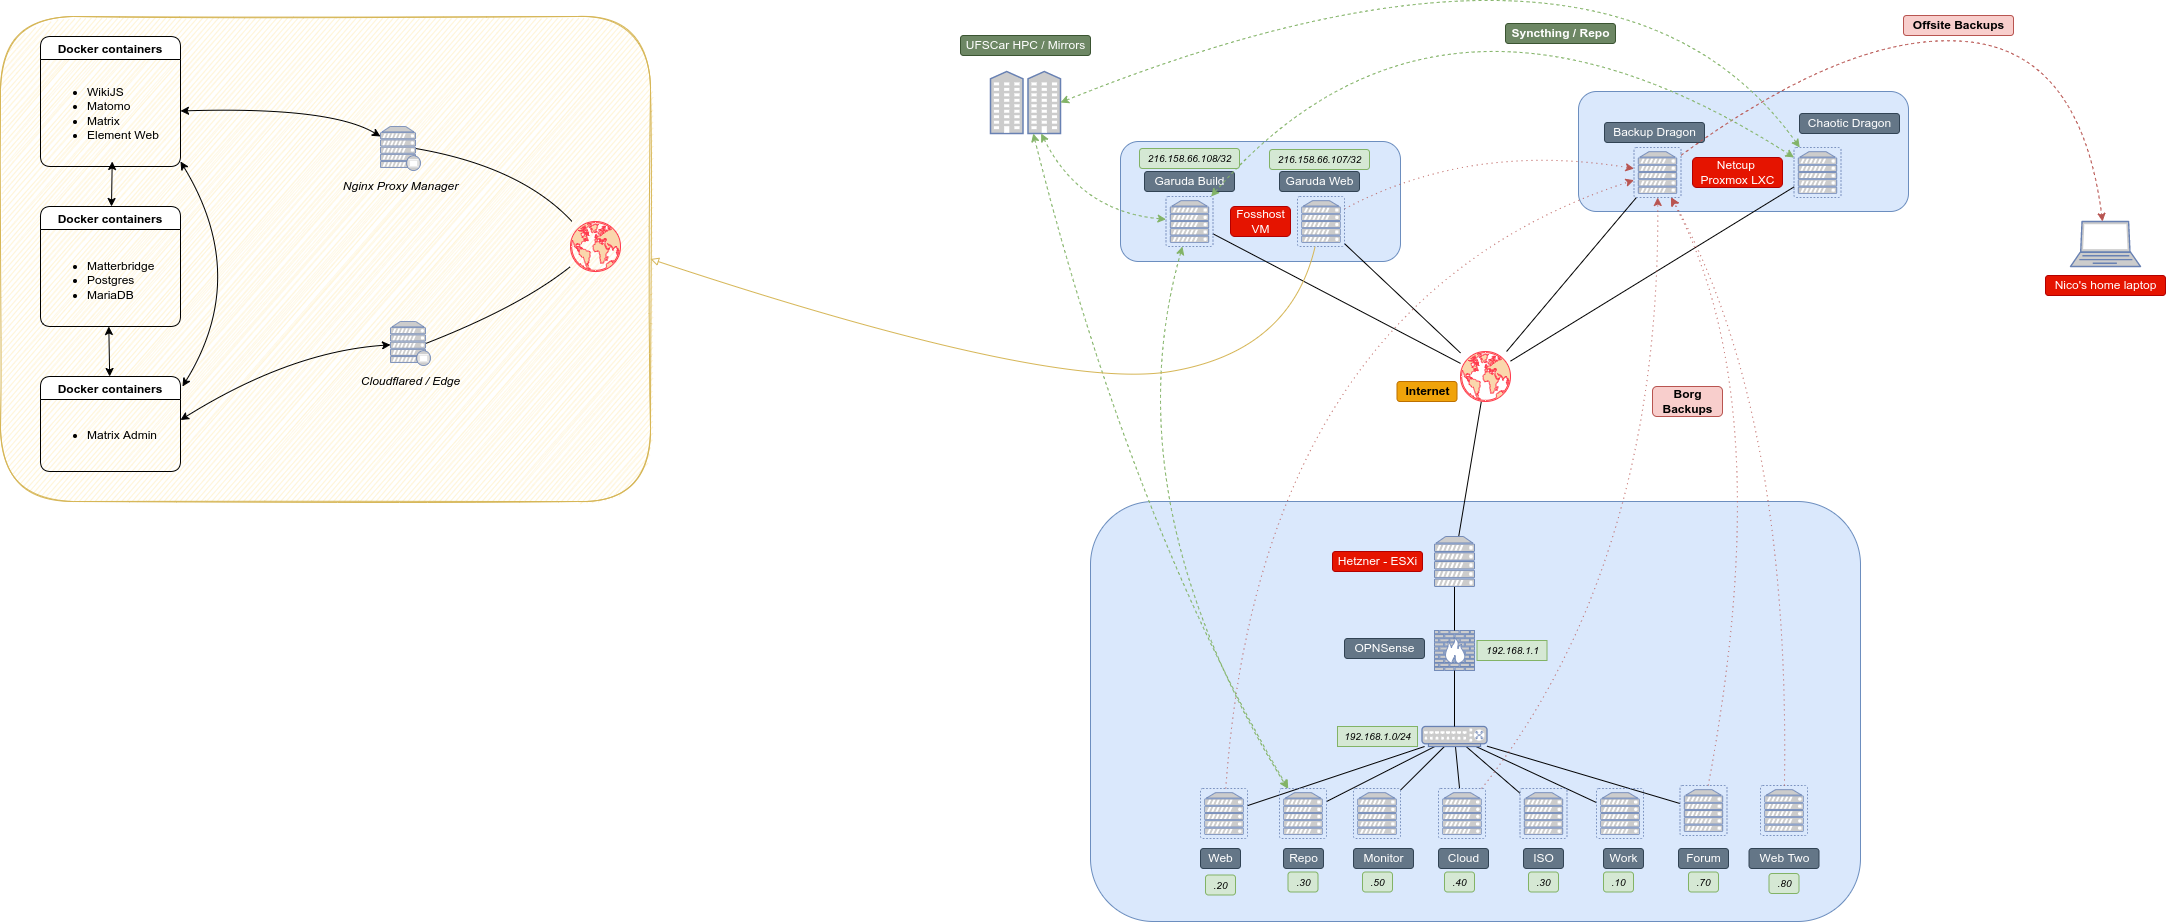 Docker containers
WikiJS
Matomo
Matrix
Element Web
Nginx Proxy Manager
Docker containers
Matterbridge
Postgres
MariaDB
Cloudflared / Edge
Docker containers
Matrix Admin
UFSCar HPC / Mirrors
Syncthing / Repo
Offsite Backups
216.158.66.108/32
216.158.66.107/32
Garuda Build
Garuda Web
Fosshost
VM
Backup Dragon
Chaotic Dragon
Netcup
Proxmox LXC
Nico's home laptop
Internet
Borg
Backups
Hetzner - ESXi
OPNSense
192.168.1.1
192.168.1.0/24
Web
Repo
Monitor
Cloud
ISO
Work
Forum
Web Two
.20
.30
.50
.40
.30
.10
.70
.80